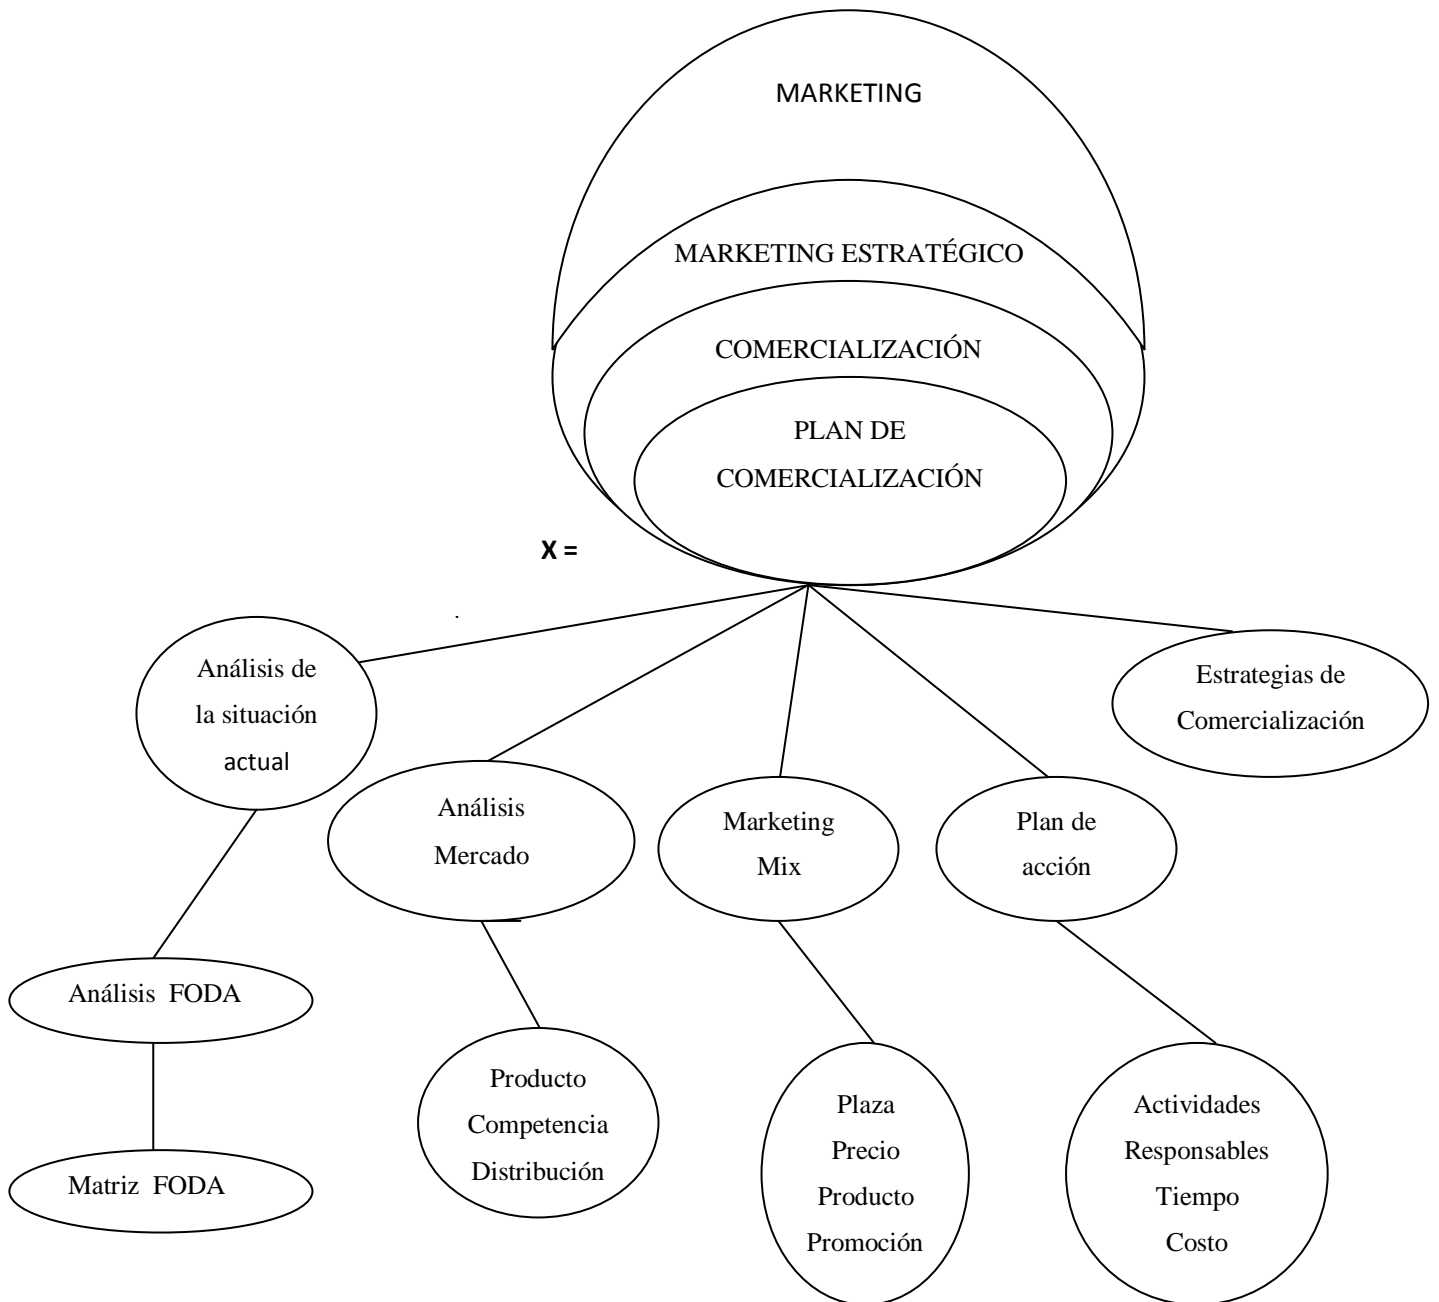 MARKETING
MARKETING ESTRATÉGICO
COMERCIALIZACIÓN
PLAN DE
COMERCIALIZACIÓN
X =
Análisis de
la situación
actual
Estrategias de
Comercialización
Análisis
Mercado
Marketing
Mix
Plan de
acción
Análisis FODA
Producto
Competencia
Distribución
Plaza
Precio
Producto
Promoción
Actividades
Responsables
Tiempo
Costo
Matriz FODA